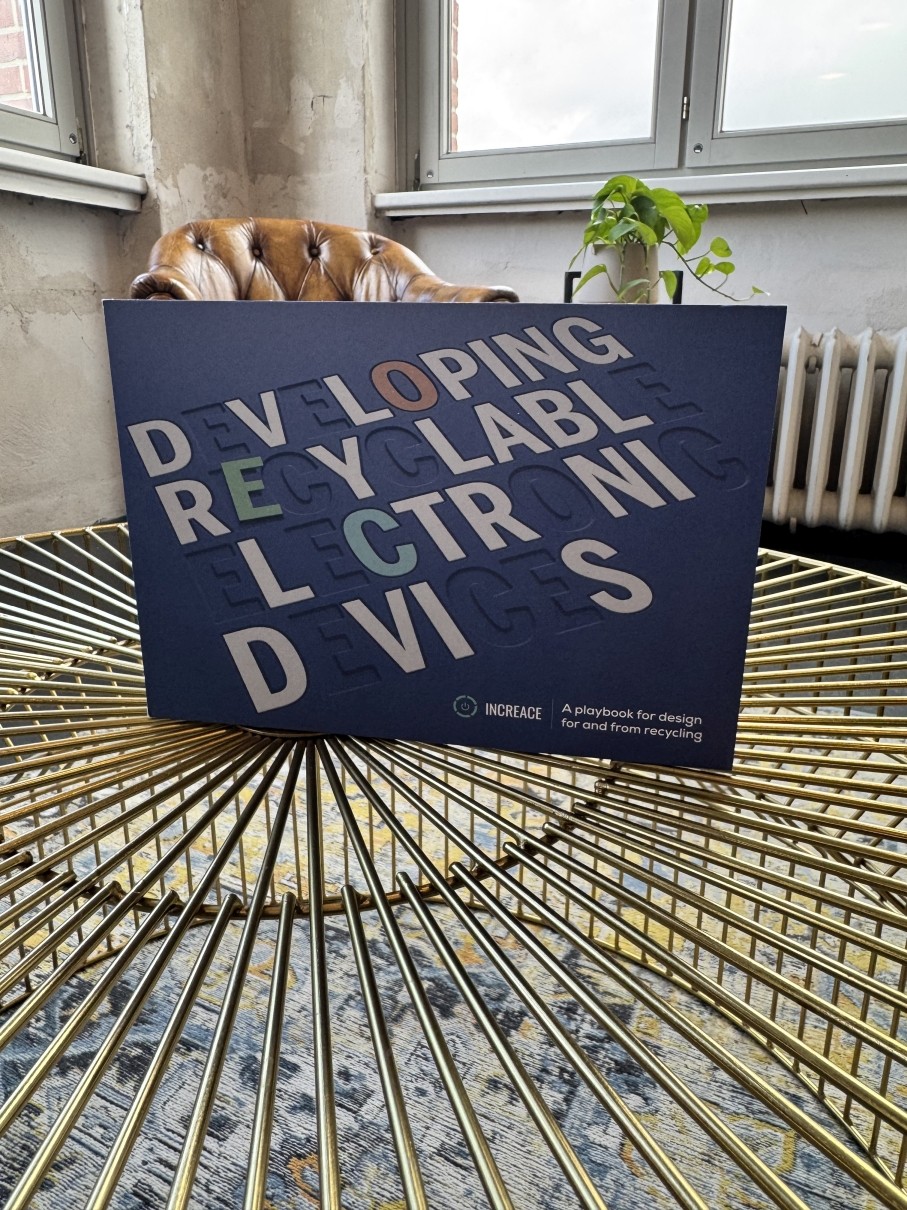 DEVELOPING
RECYCLABLE
ELECTRONIC
DEVICES
INCREACE
A playbook for design
for and from recycling